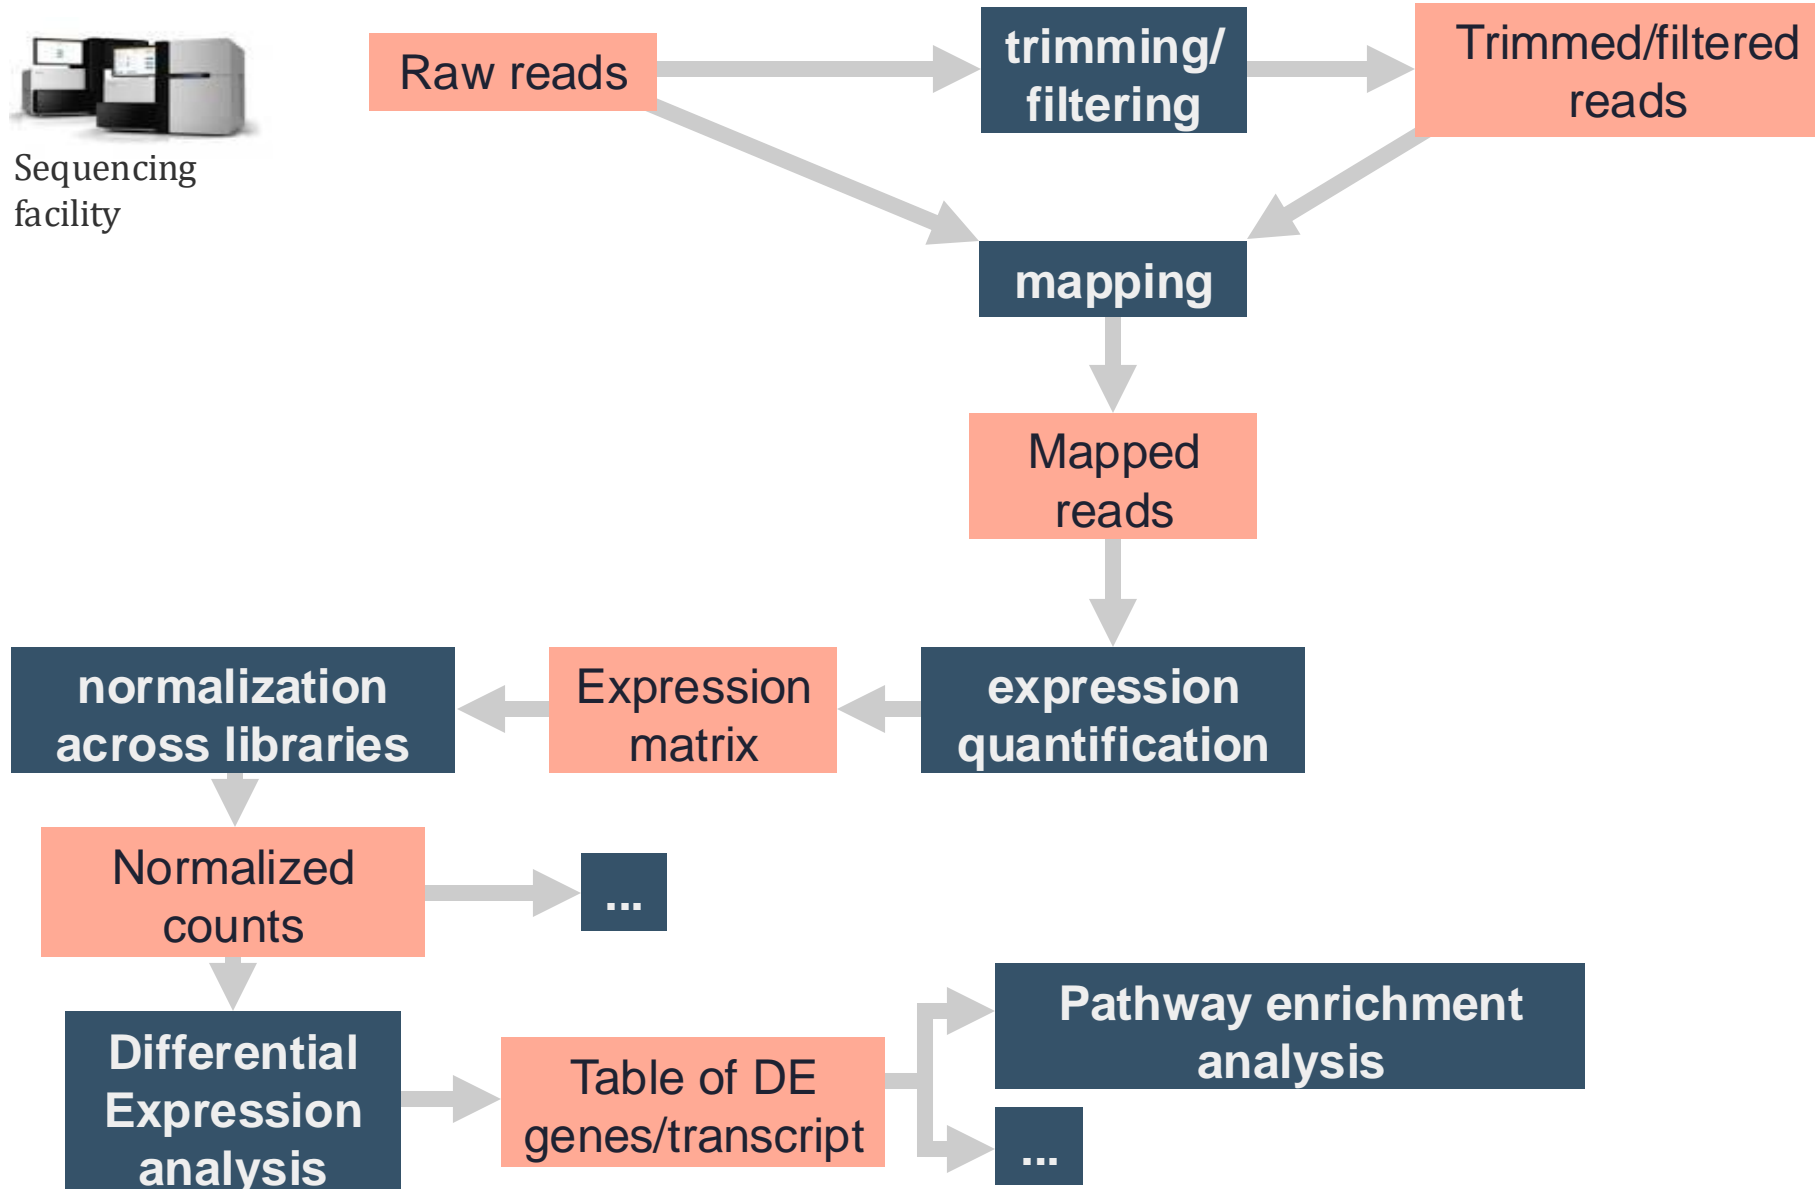 Sequencing
facility
Raw reads
trimming/
filtering
Trimmed/filtered
reads
mapping
Mapped
reads
expression
quantification
Expression
matrix
normalization
across libraries
Normalized
counts
...
Differential
Expression
analysis
Table of DE
genes/transcript
Pathway enrichment
analysis
...